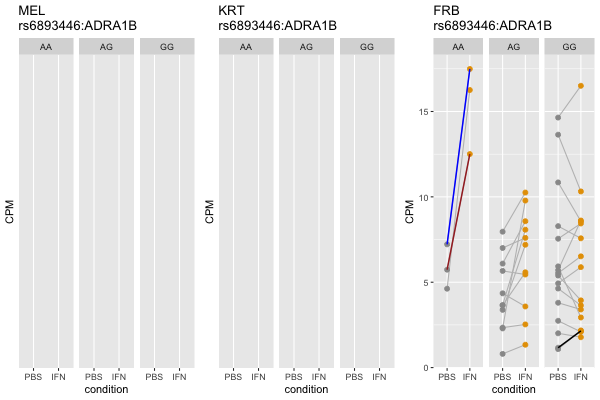 MEL
rs6893446:ADRA1B
KRT
rs6893446:ADRA1B
FRB
rs6893446:ADRA1B
AA AG GG
AA AG GG
AA AG GG
CPM
CPM
CPM
15
10
5
0
PBS IFN PBS IFN PBS IFN
PBS IFN PBS IFN PBS IFN
PBS IFN PBS IFN PBS IFN
condition
condition
condition